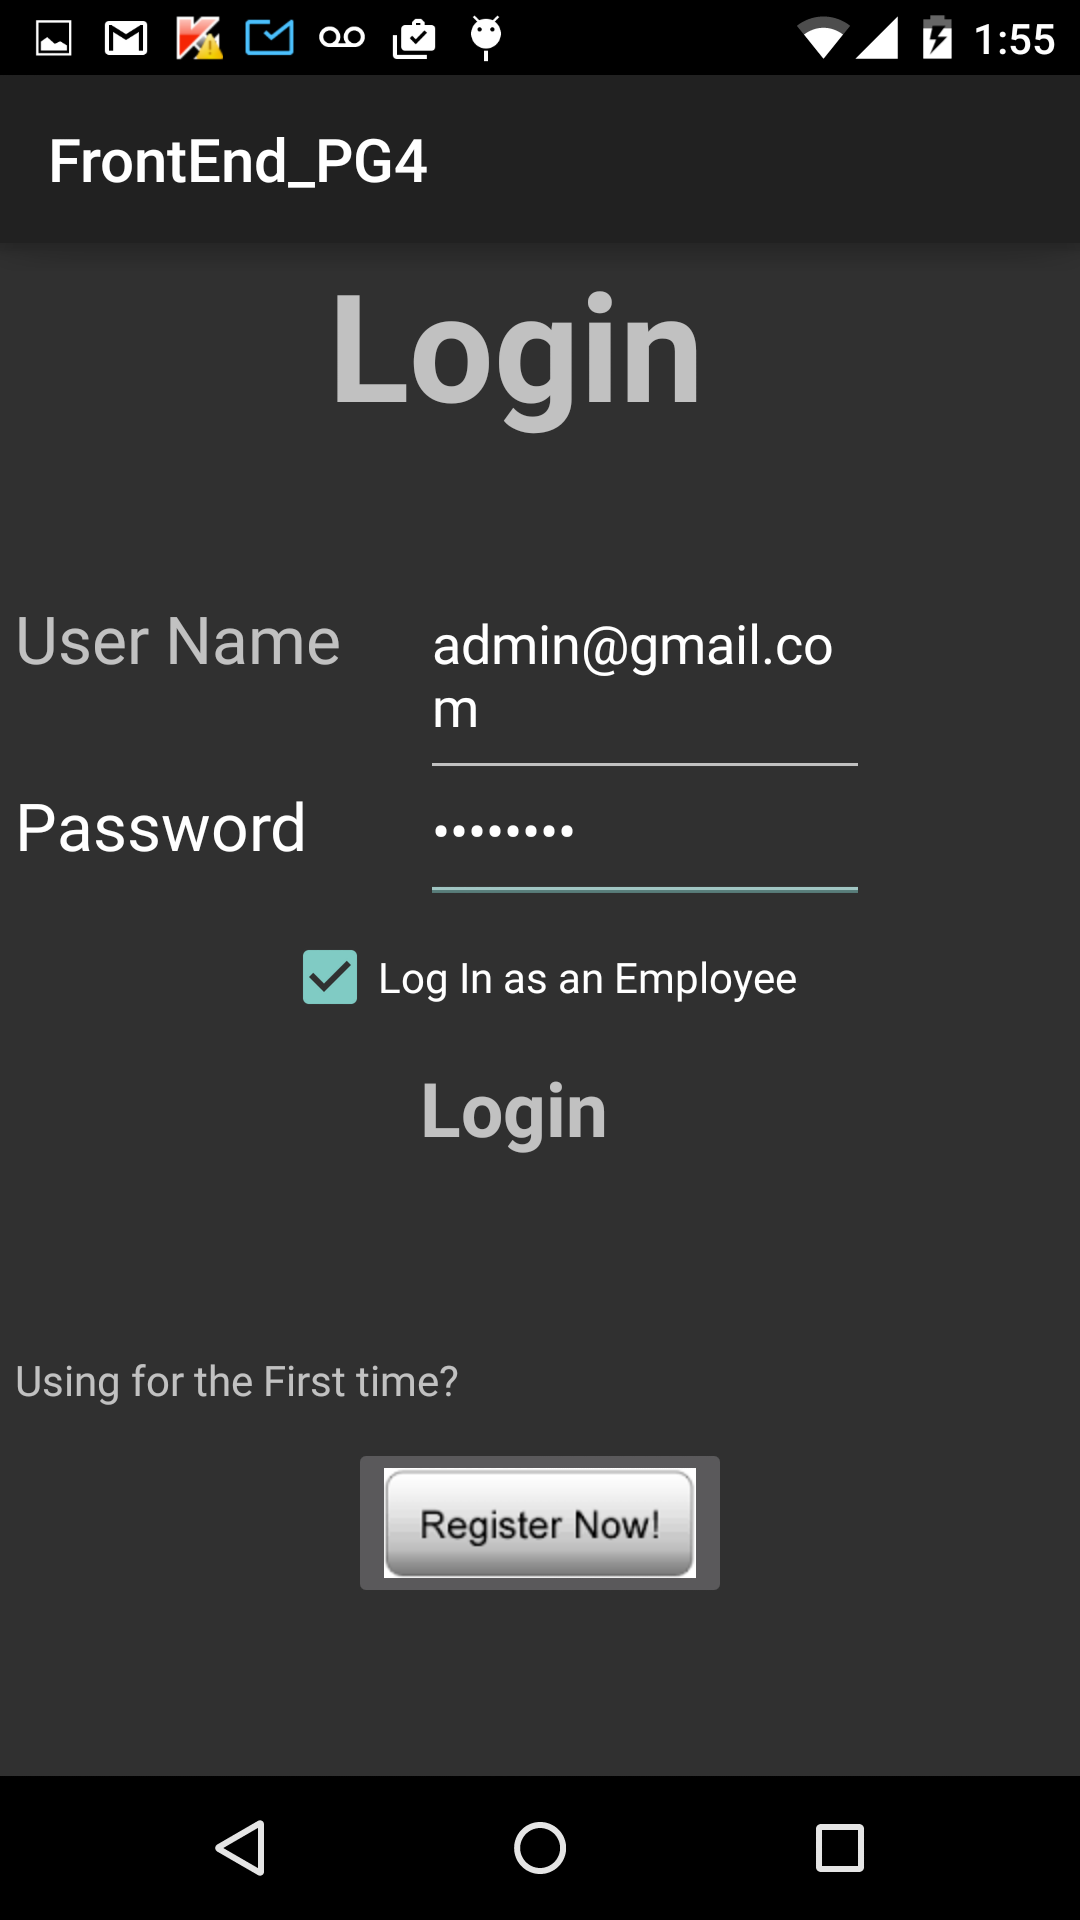 1:55
FrontEnd_PG4
Login
User Name
admin@gmail.co
m
Password
••••••••
Log In as an Employee
Login
Using for the First time?
Register Now!